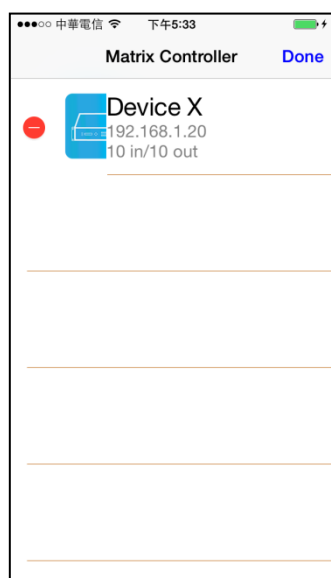 中華電信 下午5:33
Matrix Controller Done
Device X
192.168.1.20
10 in/10 out